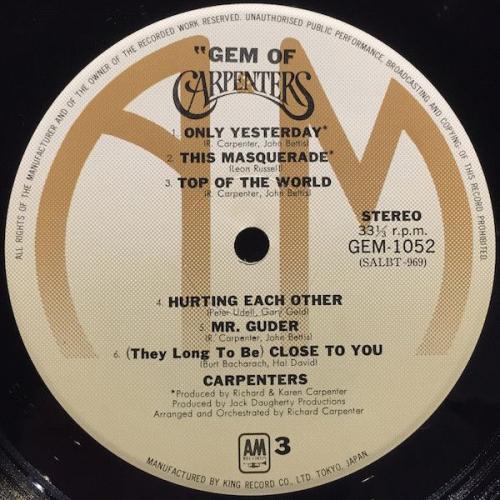 ALL RIGHTS OF THE MANUFACTURER AND OF THE OWNER OF THE RECORDED WORK RESERVED. UNAUTHORISED PUBLIC PERFORMANCE, BROADCASTING AND COPYING OF THIS RECORD PROHIBITED.
"GEM OF
CARPENTERS
1. ONLY YESTERDAY*
(R. Carpenter, John Bettis)
2. THIS MASQUERADE*
(Leon Russell)
3. TOP OF THE WORLD
(R. Carpenter, John Bettis)
STEREO
33⅓ r.p.m.
GEM-1052
(SALBT-969)
4. HURTING EACH OTHER
(Peter Udell, Gary Geld)
5. MR. GUDER
(R. Carpenter, John Bettis)
6. (They Long To Be) CLOSE TO YOU
(Burt Bacharach, Hal David)
CARPENTERS
*Produced by Richard & Karen Carpenter
Produced by Jack Daugherty Productions
Arranged and Orchestrated by Richard Carpenter
AM 3
RECORDS
MANUFACTURED BY KING RECORD CO., LTD. TOKYO, JAPAN